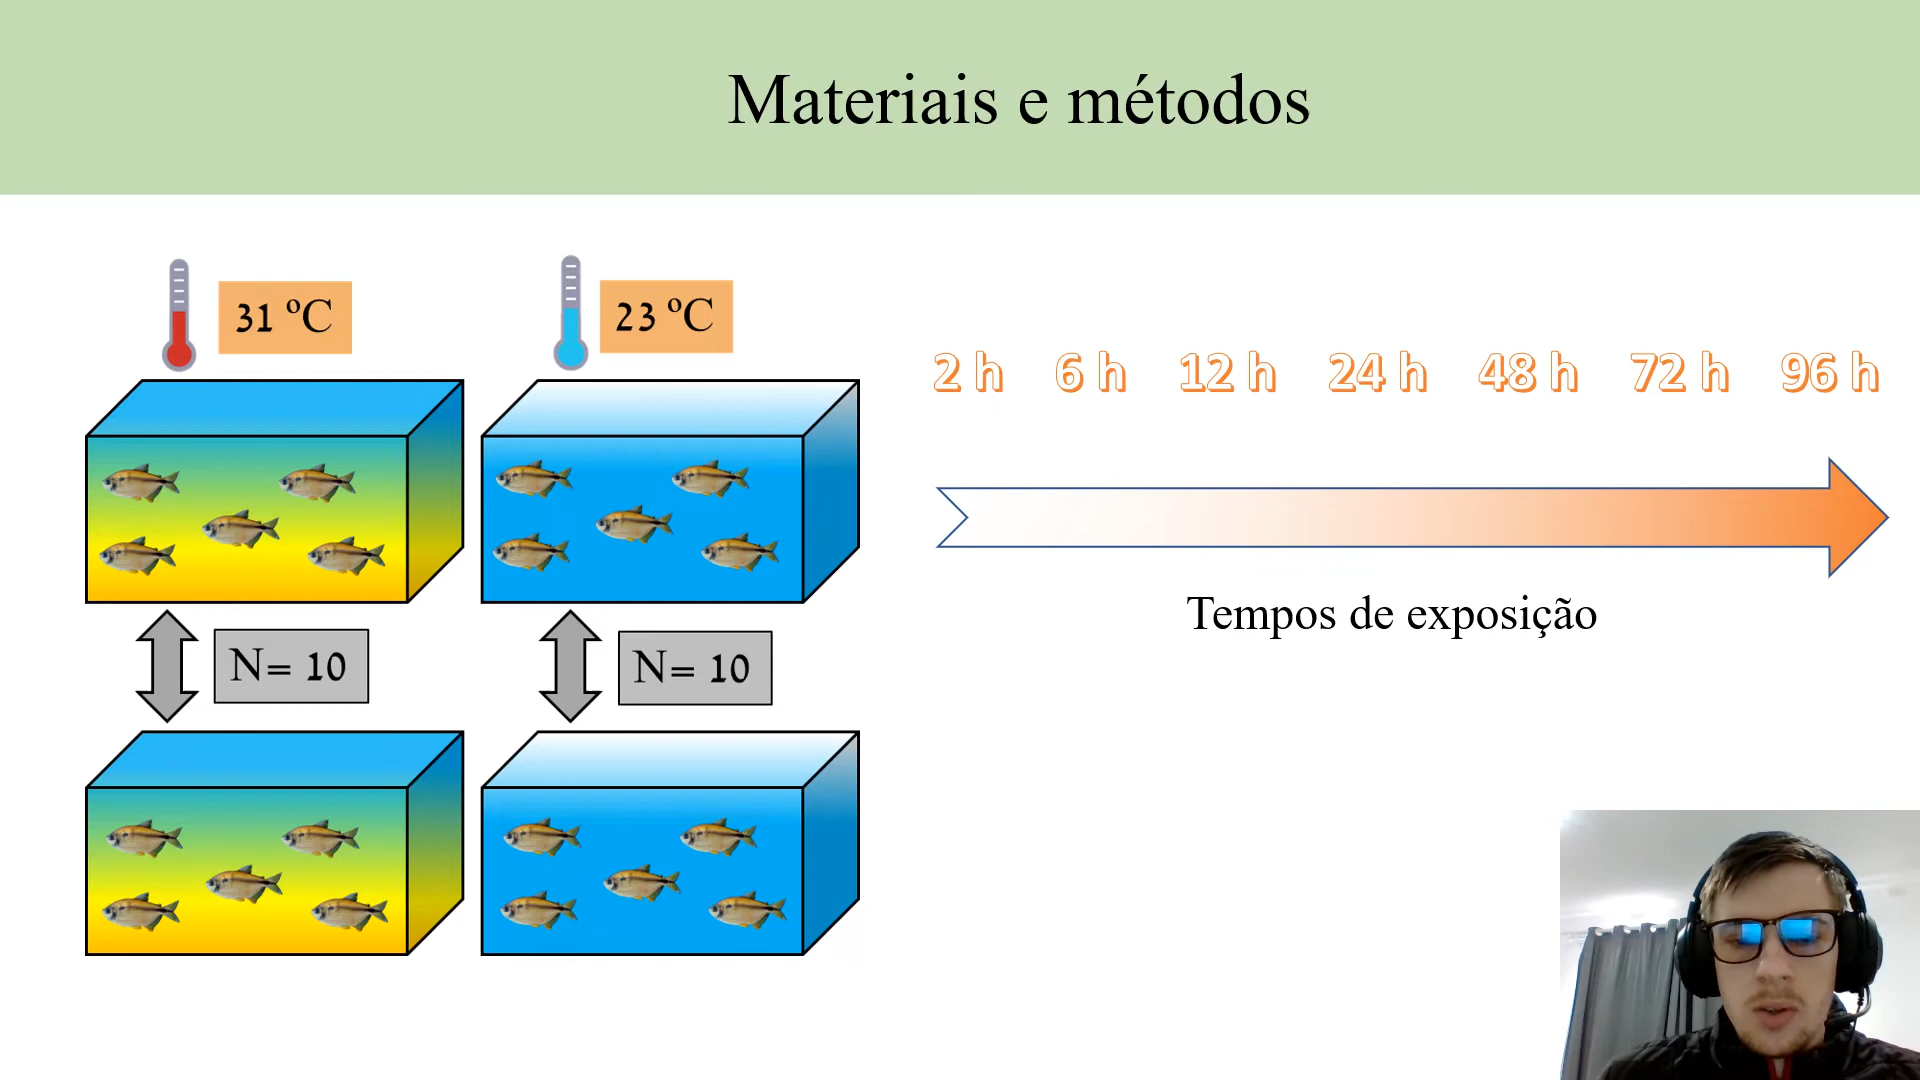 Materiais e métodos
31 ºC
23 ºC
2 h 6 h 12 h 24 h 48 h 72 h 96 h
Tempos de exposição
N= 10
N= 10